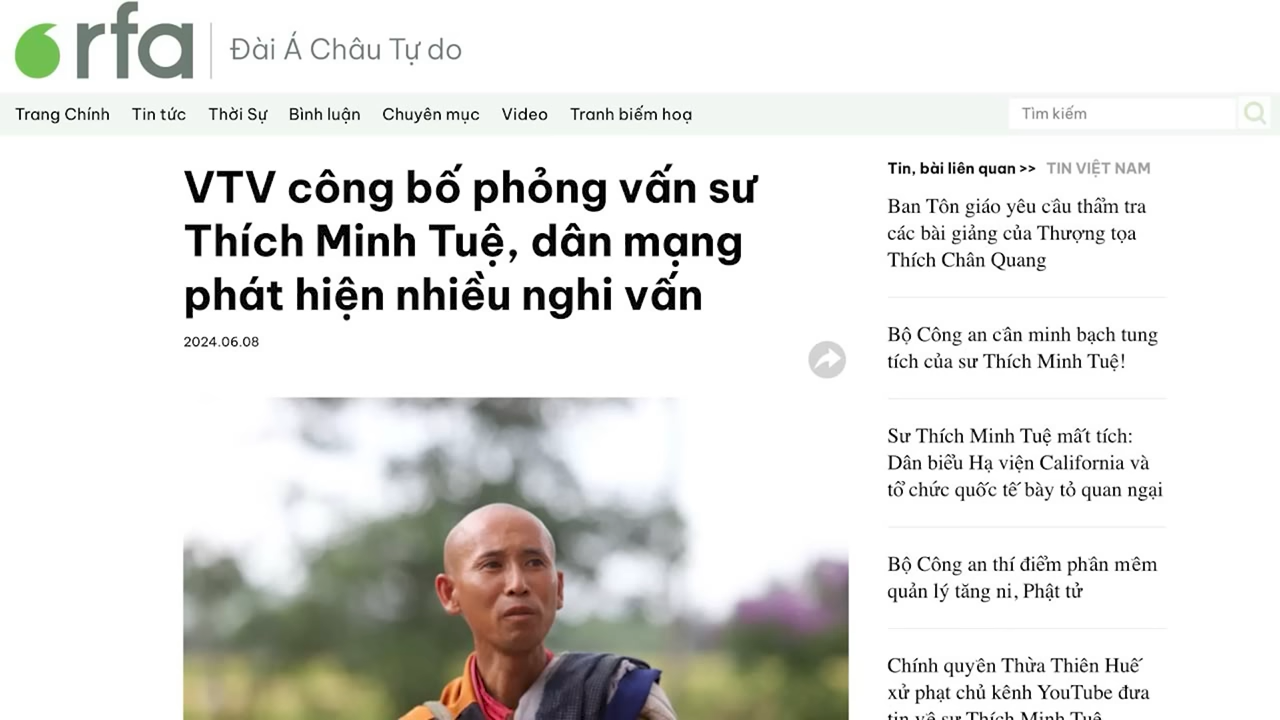 rfa Đài Á Châu Tự do
Trang Chính Tin tức Thời Sự Bình luận Chuyên mục Video Tranh biếm hoạ Tìm kiếm
VTV công bố phỏng vấn sư
Thích Minh Tuệ, dân mạng
phát hiện nhiều nghi vấn
2024.06.08
Tin, bài liên quan >> TIN VIỆT NAM
Ban Tôn giáo yêu cầu thẩm tra
các bài giảng của Thượng tọa
Thích Chân Quang
Bộ Công an cần minh bạch tung
tích của sư Thích Minh Tuệ!
Sư Thích Minh Tuệ mất tích:
Dân biểu Hạ viện California và
tổ chức quốc tế bày tỏ quan ngại
Bộ Công an thí điểm phần mềm
quản lý tăng ni, Phật tử
Chính quyền Thừa Thiên Huế
xử phạt chủ kênh YouTube đưa
tin về sư Thích Minh Tuệ